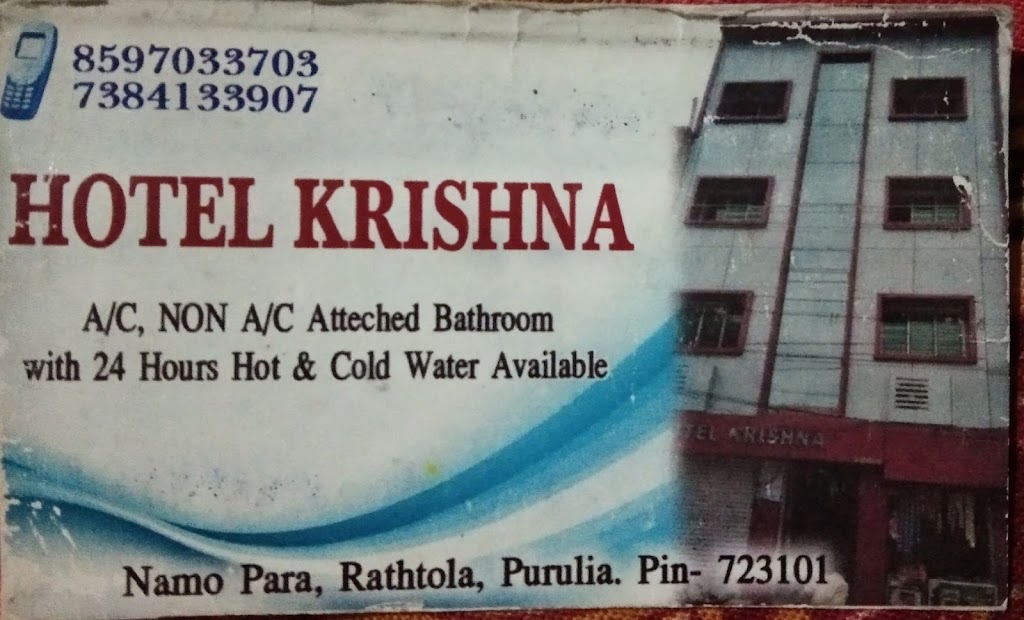 8597033703
7384133907
HOTEL KRISHNA
A/C, NON A/C Atteched Bathroom
with 24 Hours Hot & Cold Water Available
TEL KRISHNA
Namo Para, Rathtola, Purulia. Pin- 723101